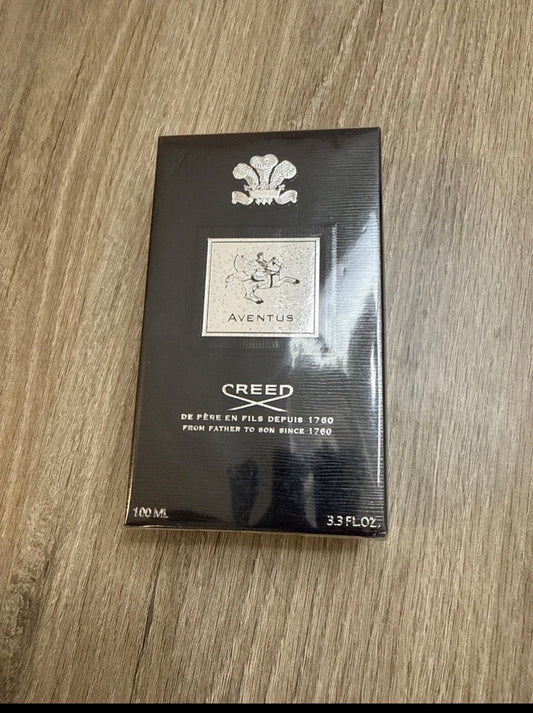 AVENTUS
CREED
DE PÈRE EN FILS DEPUIS 1760
FROM FATHER TO SON SINCE 1760
100 ML
3.3 FL.OZ.